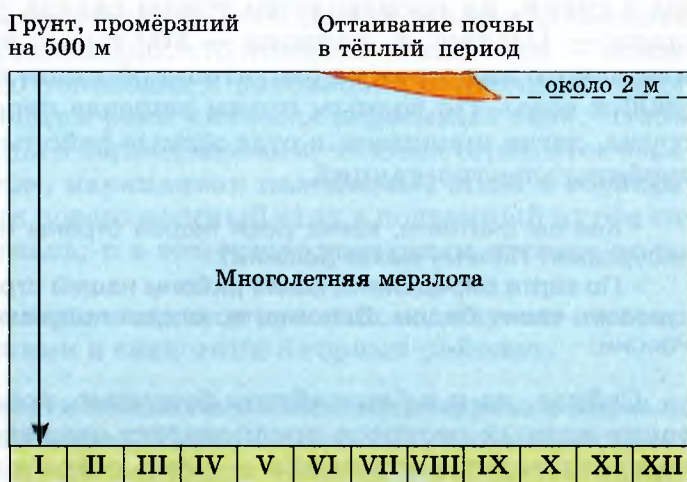 Грунт, промёрзший
на 500 м
Оттаивание почвы
в тёплый период
около 2 м
Многолетняя мерзлота
I II III IV V VI VII VIII IX X XI XII